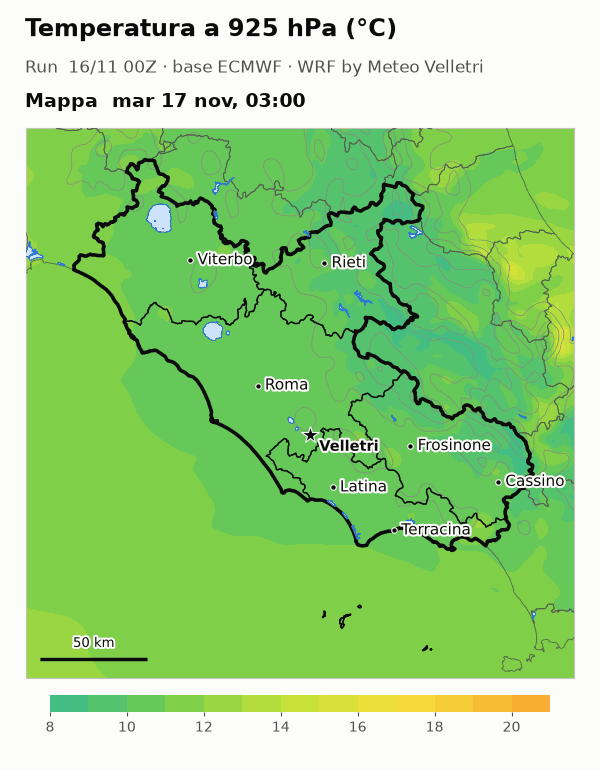 Temperatura a 925 hPa (°C)
Run  16/11 00Z · base ECMWF · WRF by Meteo Velletri
Mappa  mar 17 nov, 03:00
Viterbo
Rieti
Roma
Velletri
Frosinone
Latina
Cassino
Terracina
50 km
8 10 12 14 16 18 20